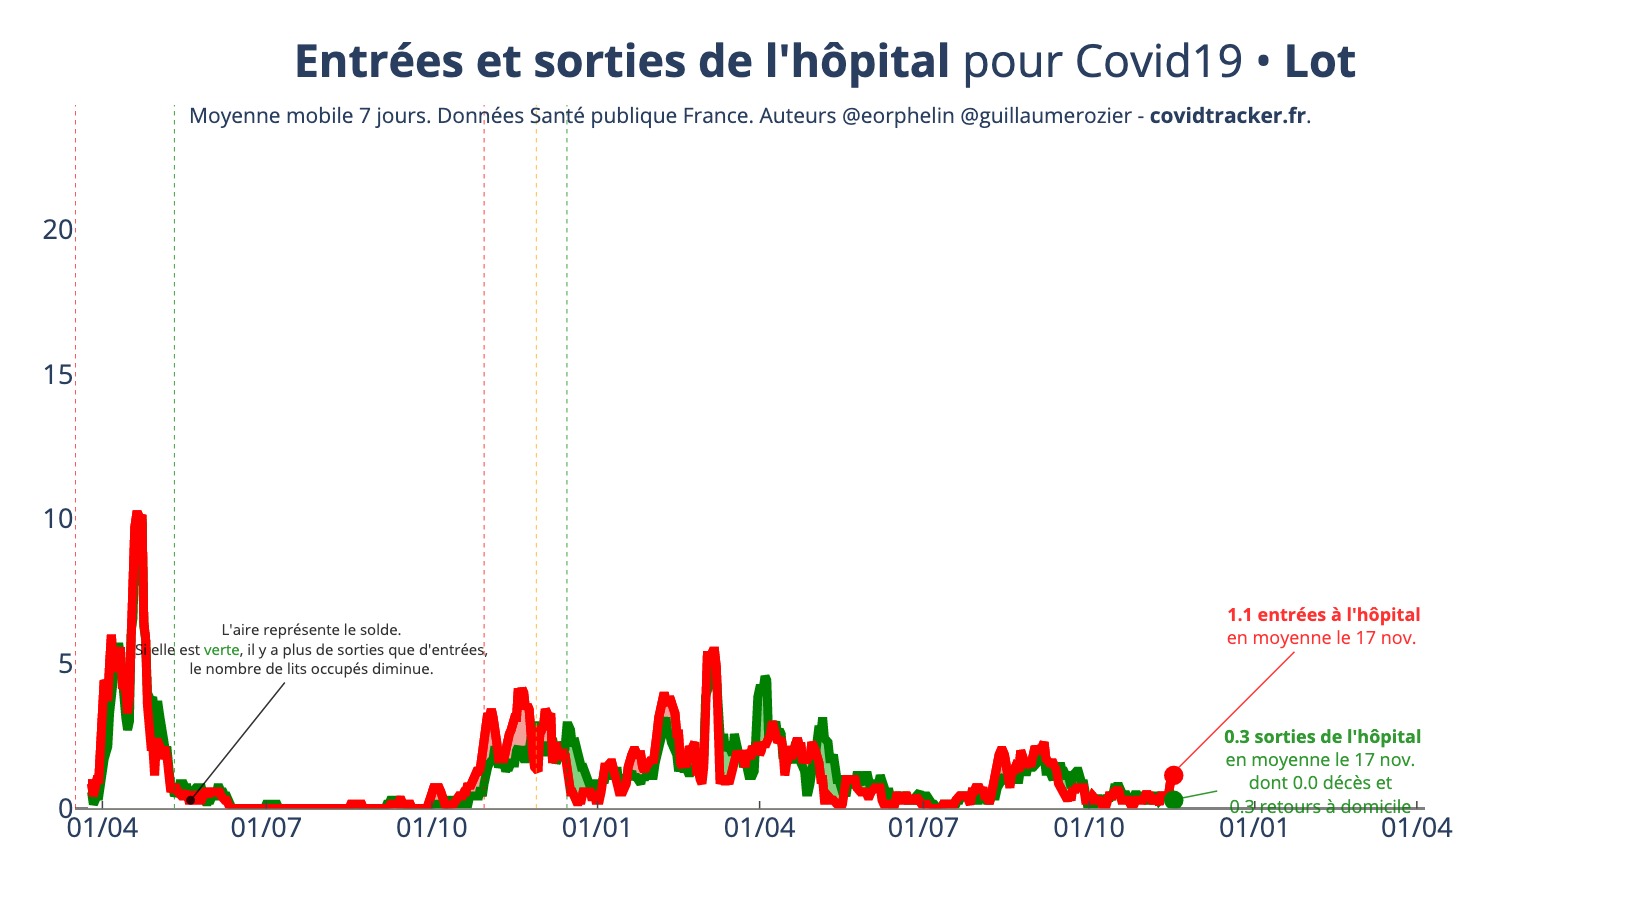 Entrées et sorties de l'hôpital pour Covid19 • Lot
Moyenne mobile 7 jours. Données Santé publique France. Auteurs @eorphelin @guillaumerozier - covidtracker.fr.
20
15
10
5
0
L'aire représente le solde.
Si elle est verte, il y a plus de sorties que d'entrées,
le nombre de lits occupés diminue.
1.1 entrées à l'hôpital
en moyenne le 17 nov.
0.3 sorties de l'hôpital
en moyenne le 17 nov.
dont 0.0 décès et
0.3 retours à domicile
01/04
01/07
01/10
01/01
01/04
01/07
01/10
01/01
01/04